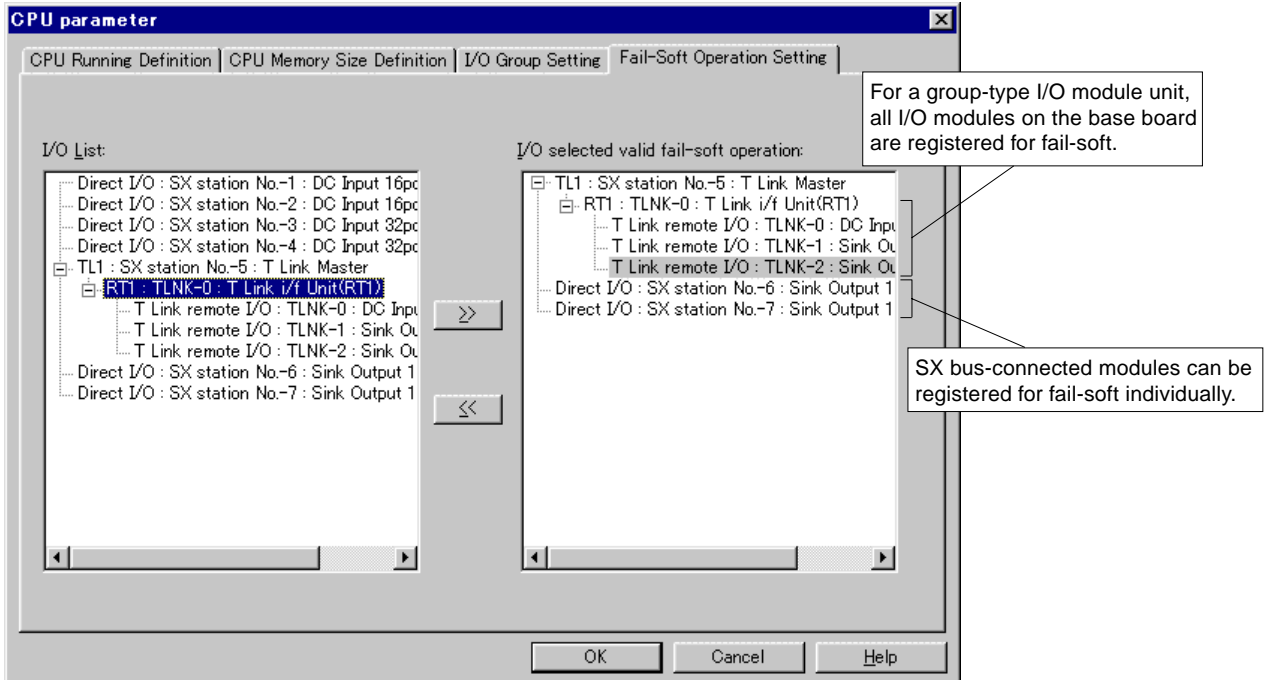 CPU parameter
CPU Running Definition CPU Memory Size Definition I/O Group Setting Fail-Soft Operation Setting
For a group-type I/O module unit,
all I/O modules on the base board
are registered for fail-soft.
I/O List:
Direct I/O : SX station No.-1 : DC Input 16po
Direct I/O : SX station No.-2 : DC Input 16po
Direct I/O : SX station No.-3 : DC Input 32po
Direct I/O : SX station No.-4 : DC Input 32po
TL1 : SX station No.-5 : T Link Master
RT1 : TLNK-0 : T Link i/f Unit(RT1)
T Link remote I/O : TLNK-0 : DC Inpu
T Link remote I/O : TLNK-1 : Sink Ou
T Link remote I/O : TLNK-2 : Sink Ou
Direct I/O : SX station No.-6 : Sink Output 1
Direct I/O : SX station No.-7 : Sink Output 1
>>
<<
I/O selected valid fail-soft operation:
TL1 : SX station No.-5 : T Link Master
RT1 : TLNK-0 : T Link i/f Unit(RT1)
T Link remote I/O : TLNK-0 : DC Inpu
T Link remote I/O : TLNK-1 : Sink Ou
T Link remote I/O : TLNK-2 : Sink Ou
Direct I/O : SX station No.-6 : Sink Output 1
Direct I/O : SX station No.-7 : Sink Output 1
SX bus-connected modules can be
registered for fail-soft individually.
OK Cancel Help